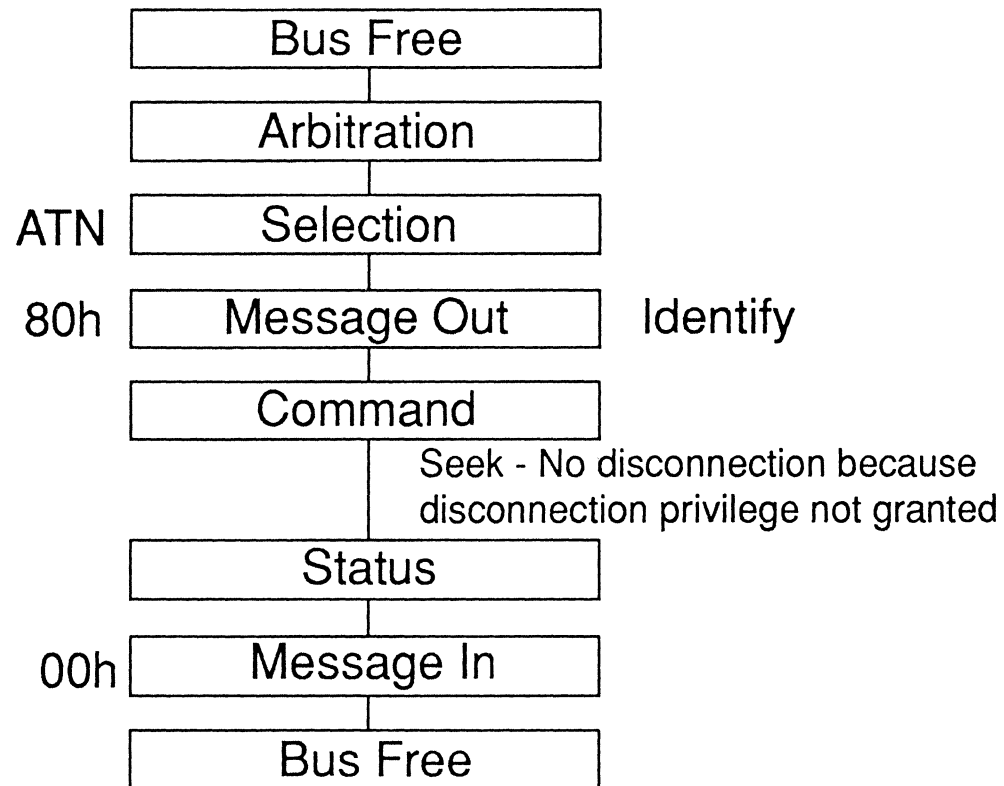 Bus Free
Arbitration
ATN Selection
80h Message Out Identify
Command
Seek - No disconnection because
disconnection privilege not granted
Status
00h Message In
Bus Free